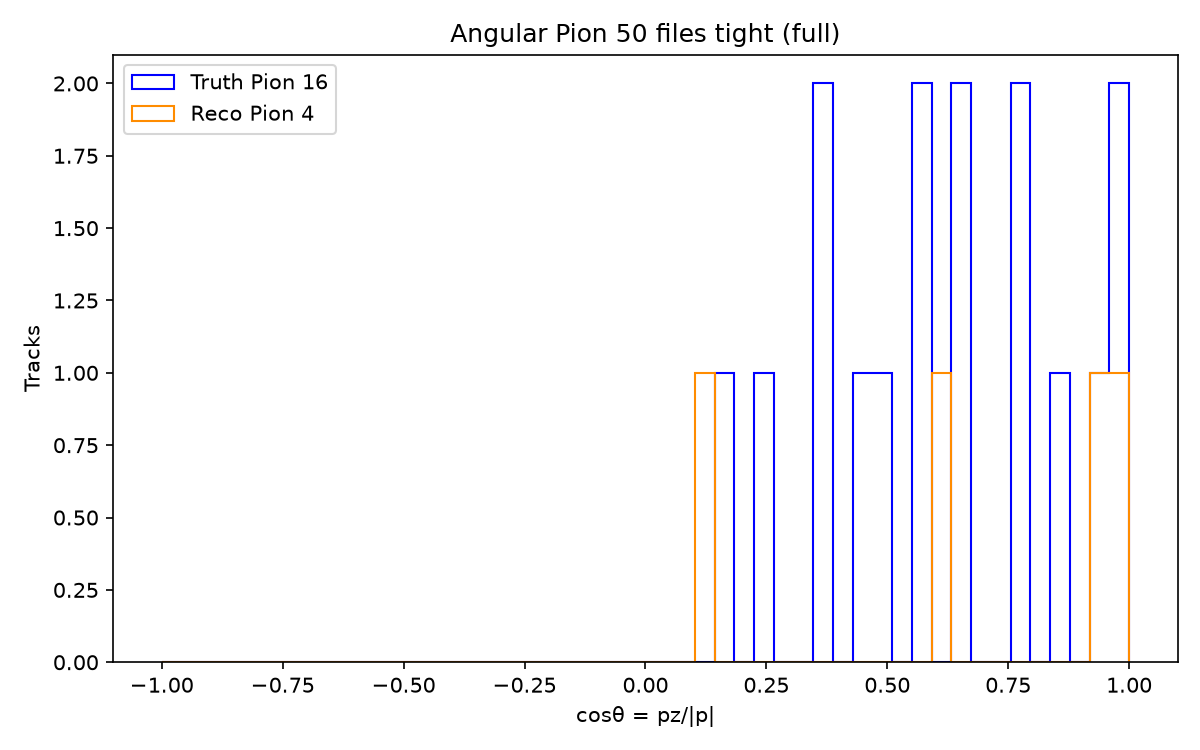 Angular Pion 50 files tight (full)
Truth Pion 16
Reco Pion 4
Tracks
2.00
1.75
1.50
1.25
1.00
0.75
0.50
0.25
0.00
−1.00 −0.75 −0.50 −0.25 0.00 0.25 0.50 0.75 1.00
cosθ = pz/|p|